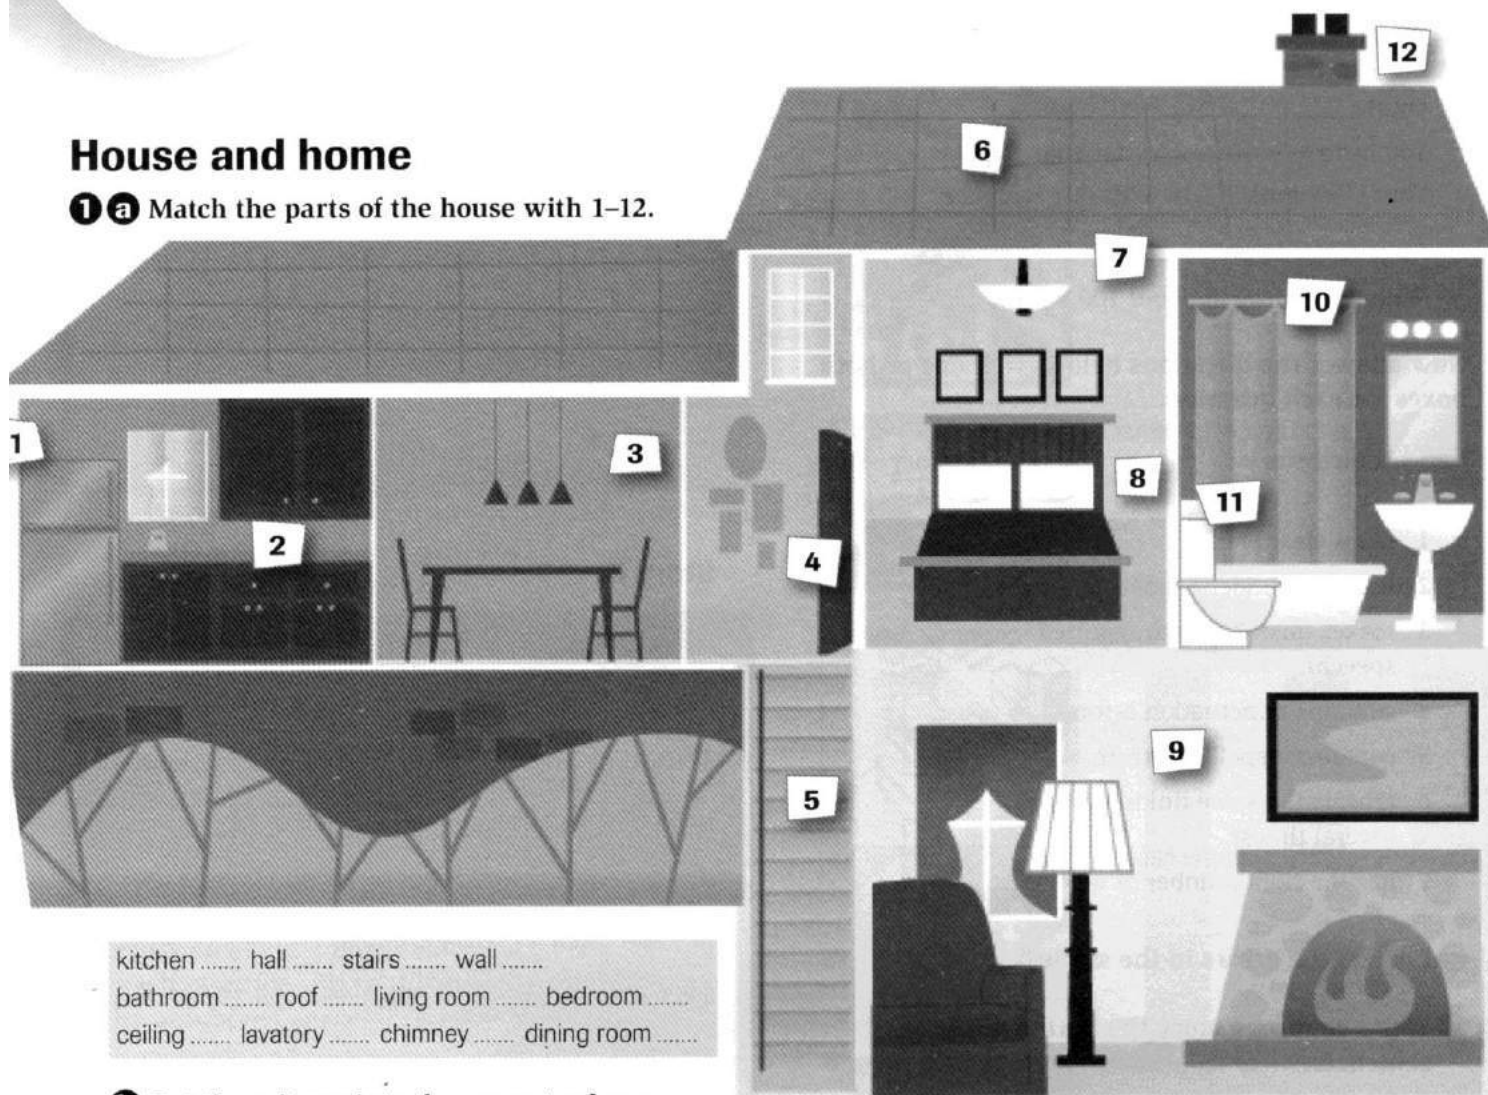 12
6
House and home
1 a Match the parts of the house with 1–12.
7
10
1
3
8
11
2
4
9
5
kitchen ....... hall ....... stairs ....... wall .......
bathroom ....... roof ....... living room ....... bedroom .......
ceiling ....... lavatory ....... chimney ....... dining room .......